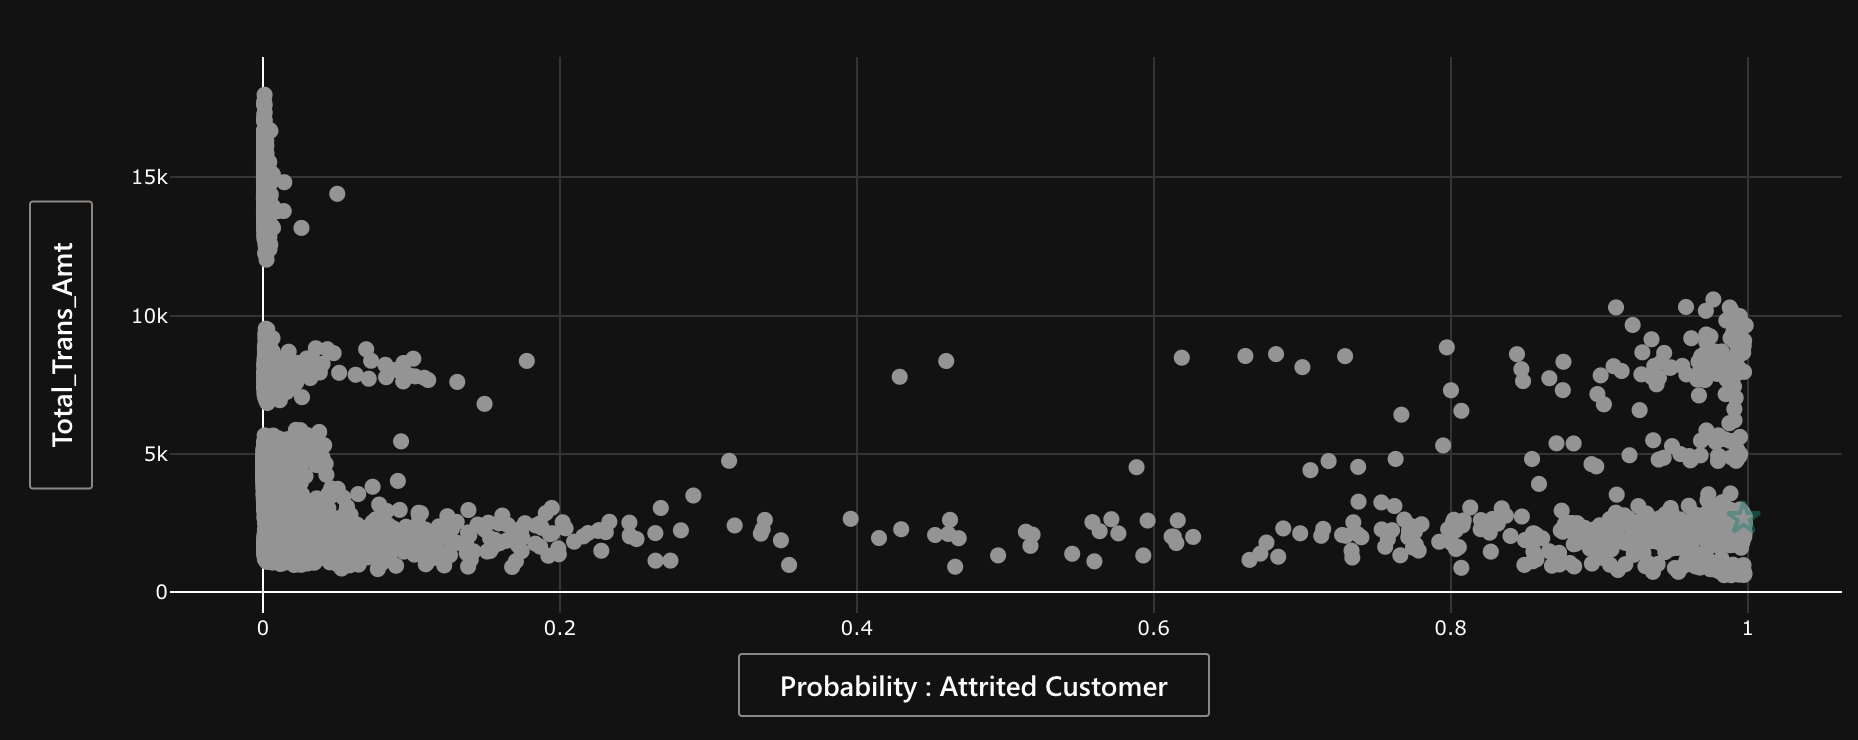 Total_Trans_Amt
15k
10k
5k
0
0 0.2 0.4 0.6 0.8 1
Probability : Attrited Customer